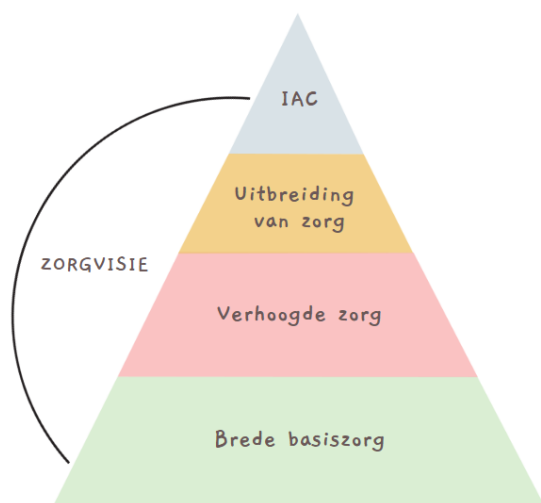 IAC
Uitbreiding
van zorg
ZORGVISIE
Verhoogde zorg
Brede basiszorg